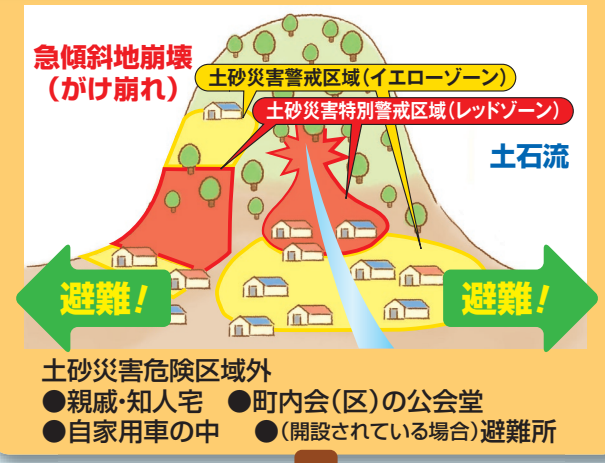 急傾斜地崩壊
（がけ崩れ）
土砂災害警戒区域（イエローゾーン）
土砂災害特別警戒区域（レッドゾーン）
土石流
避難！
避難！
土砂災害危険区域外
●親戚・知人宅　●町内会（区）の公会堂
●自家用車の中　●（開設されている場合）避難所